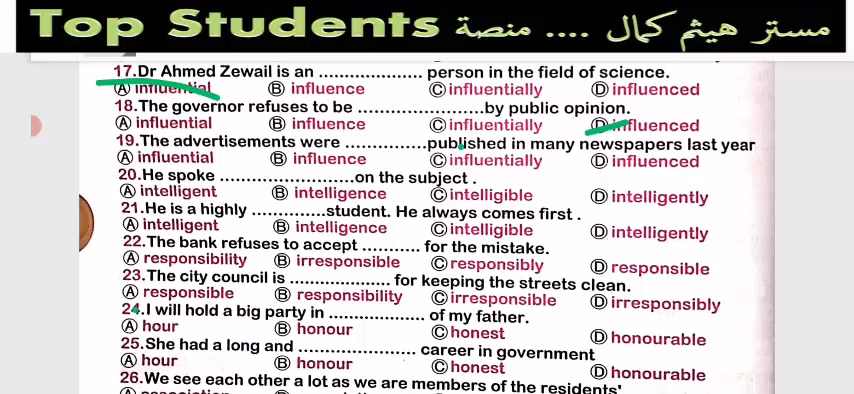 Top Students مستر هيثم كمال .... منصة
17.Dr Ahmed Zewail is an .................... person in the field of science.
Ⓐ influential Ⓑ influence Ⓒ influentially Ⓓ influenced
18.The governor refuses to be ........................by public opinion.
Ⓐ influential Ⓑ influence Ⓒ influentially Ⓓ influenced
19.The advertisements were ...............published in many newspapers last year
Ⓐ influential Ⓑ influence Ⓒ influentially Ⓓ influenced
20.He spoke .........................on the subject .
Ⓐ intelligent Ⓑ intelligence Ⓒ intelligible Ⓓ intelligently
21.He is a highly .............student. He always comes first .
Ⓐ intelligent Ⓑ intelligence Ⓒ intelligible Ⓓ intelligently
22.The bank refuses to accept ........... for the mistake.
Ⓐ responsibility Ⓑ irresponsible Ⓒ responsibly Ⓓ responsible
23.The city council is ................... for keeping the streets clean.
Ⓐ responsible Ⓑ responsibility Ⓒ irresponsible Ⓓ irresponsibly
24.I will hold a big party in .................. of my father.
Ⓐ hour Ⓑ honour Ⓒ honest Ⓓ honourable
25.She had a long and ...................... career in government
Ⓐ hour Ⓑ honour Ⓒ honest Ⓓ honourable
26.We see each other a lot as we are members of the residents'